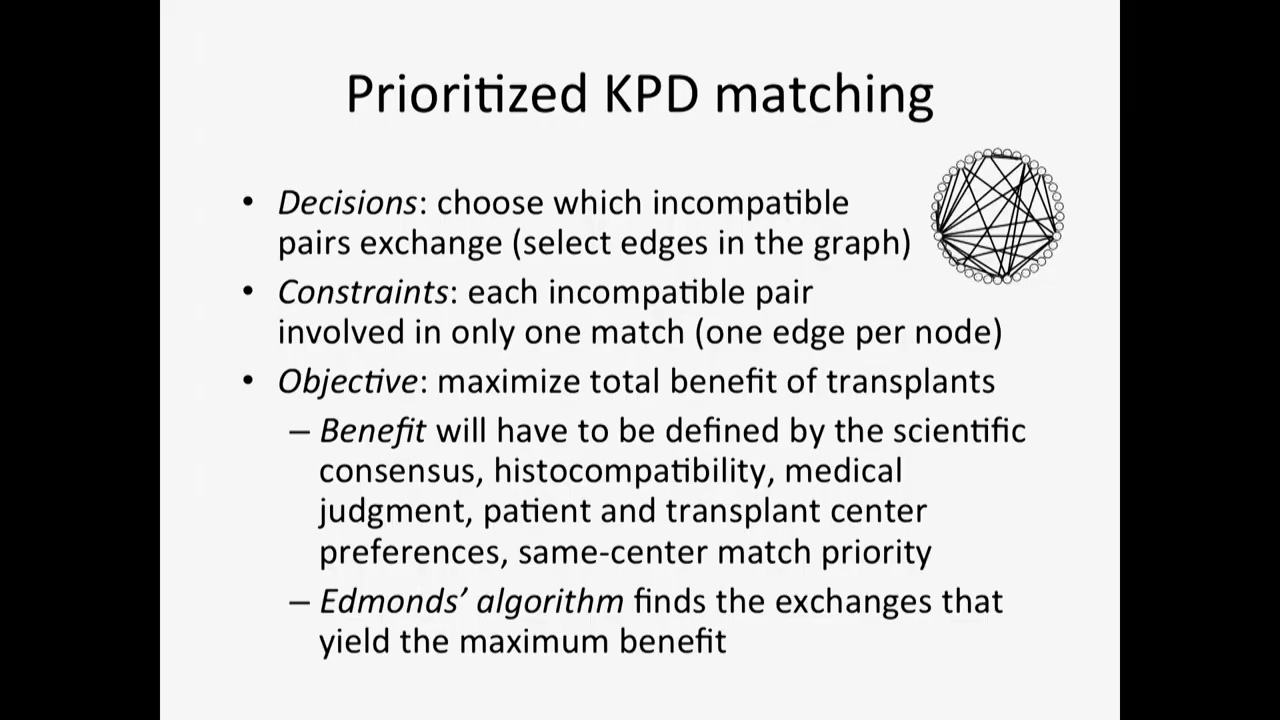 Prioritized KPD matching
• Decisions: choose which incompatible
pairs exchange (select edges in the graph)
• Constraints: each incompatible pair
involved in only one match (one edge per node)
• Objective: maximize total benefit of transplants
– Benefit will have to be defined by the scientific
consensus, histocompatibility, medical
judgment, patient and transplant center
preferences, same-center match priority
– Edmonds’ algorithm finds the exchanges that
yield the maximum benefit